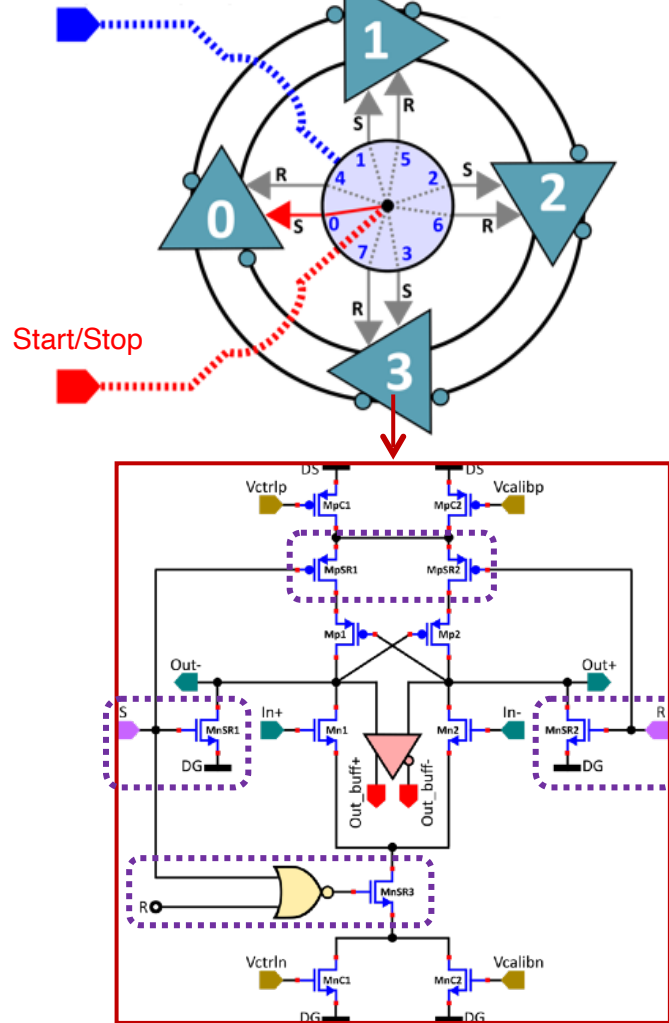 1
R
S
1
5
R
4
2
S
0
2
S
0
6
R
7
3
R
S
Start/Stop
3
DS
DS
Vctrlp
MpC1
MpC2
Vcalibp
MpSR1
MpSR2
Mp1
Mp2
Out-
Out+
S
In+
In-
R
MnSR1
Mn1
Mn2
MnSR2
DG
DG
Out_buff+
Out_buff-
R
MnSR3
Vctrln
MnC1
MnC2
Vcalibn
DG
DG